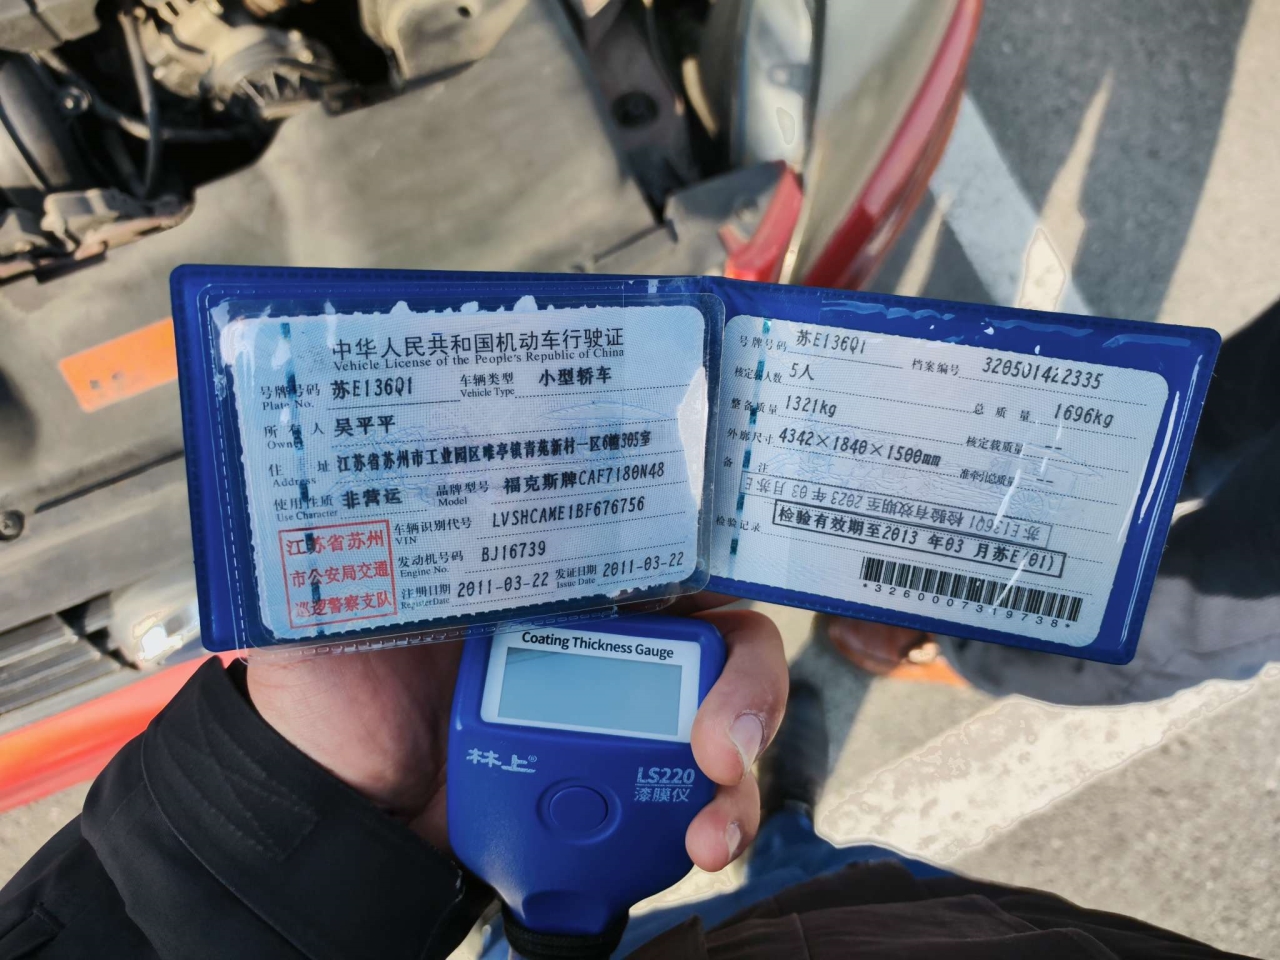 中华人民共和国机动车行驶证
Vehicle License of the People's Republic of China
号牌号码 苏E136Q1 车辆类型 小型轿车
Plate No. Vehicle Type
所有人 吴平平
Owner
住址 江苏省苏州市工业园区唯亭镇青苑新村一区6幢305室
Address
使用性质 非营运 品牌型号 福克斯牌CAF7180N48
Use Character Model
车辆识别代号 LVSHCAME1BF676756
VIN
发动机号码 BJ16739
Engine No.
注册日期 2011-03-22 发证日期 2011-03-22
Register Date Issue Date
江苏省苏州
市公安局交通
巡逻警察支队
号牌号码 苏E136Q1 档案编号 320501422335
核定载人数 5人 总质量 1696kg
整备质量 1321kg 核定载质量 --
外廓尺寸 4342×1840×1500mm 准牵引总质量 --
备注
苏E136Q1 检验有效期至2023年03月苏E
检验记录 检验有效期至2013 年03 月苏E(01)
*3260007319738*
Coating Thickness Gauge
林上®
LS220
漆膜仪